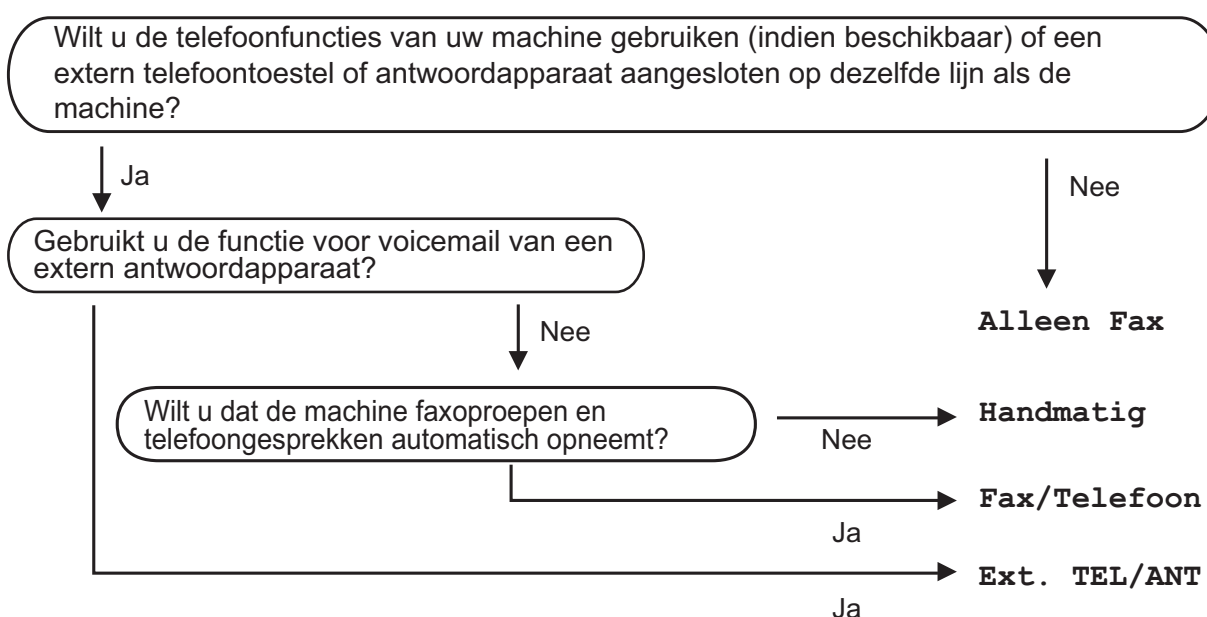 Wilt u de telefoonfuncties van uw machine gebruiken (indien beschikbaar) of een
extern telefoontoestel of antwoordapparaat aangesloten op dezelfde lijn als de
machine?
Ja
Nee
Gebruikt u de functie voor voicemail van een
extern antwoordapparaat?
Nee
Alleen Fax
Wilt u dat de machine faxoproepen en
telefoongesprekken automatisch opneemt?
Nee
Handmatig
Ja
Fax/Telefoon
Ja
Ext. TEL/ANT